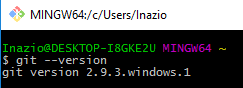 MINGW64:/c/Users/Inazio
Inazio@DESKTOP-I8GKE2U MINGW64 ~
$ git --version
git version 2.9.3.windows.1